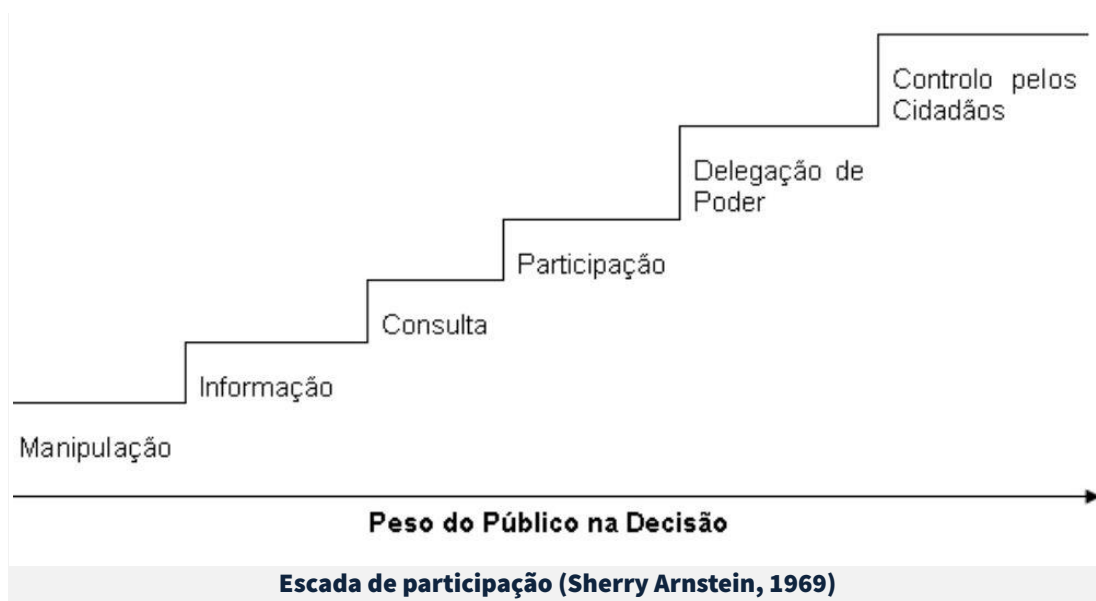 Controlo pelos
Cidadãos
Delegação de
Poder
Participação
Consulta
Informação
Manipulação
Peso do Público na Decisão
Escada de participação (Sherry Arnstein, 1969)